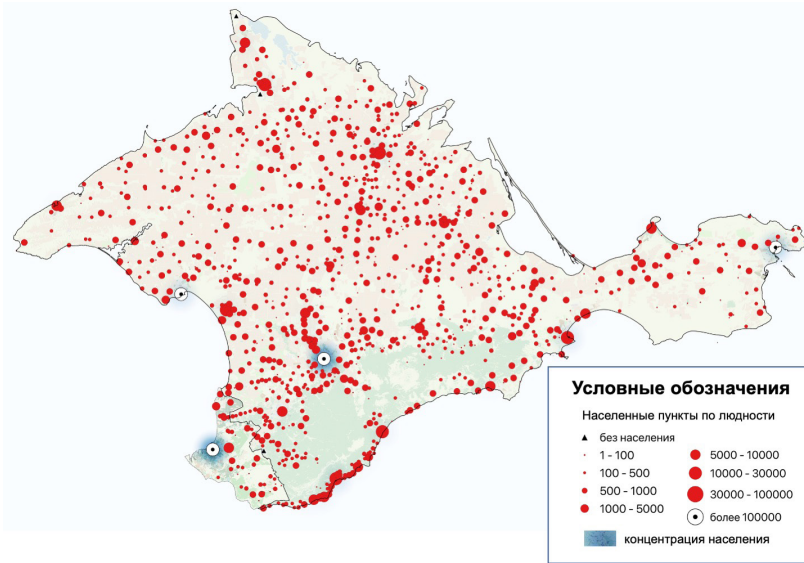 Условные обозначения
Населенные пункты по людности
без населения
1 - 100
100 - 500
500 - 1000
1000 - 5000
5000 - 10000
10000 - 30000
30000 - 100000
более 100000
концентрация населения